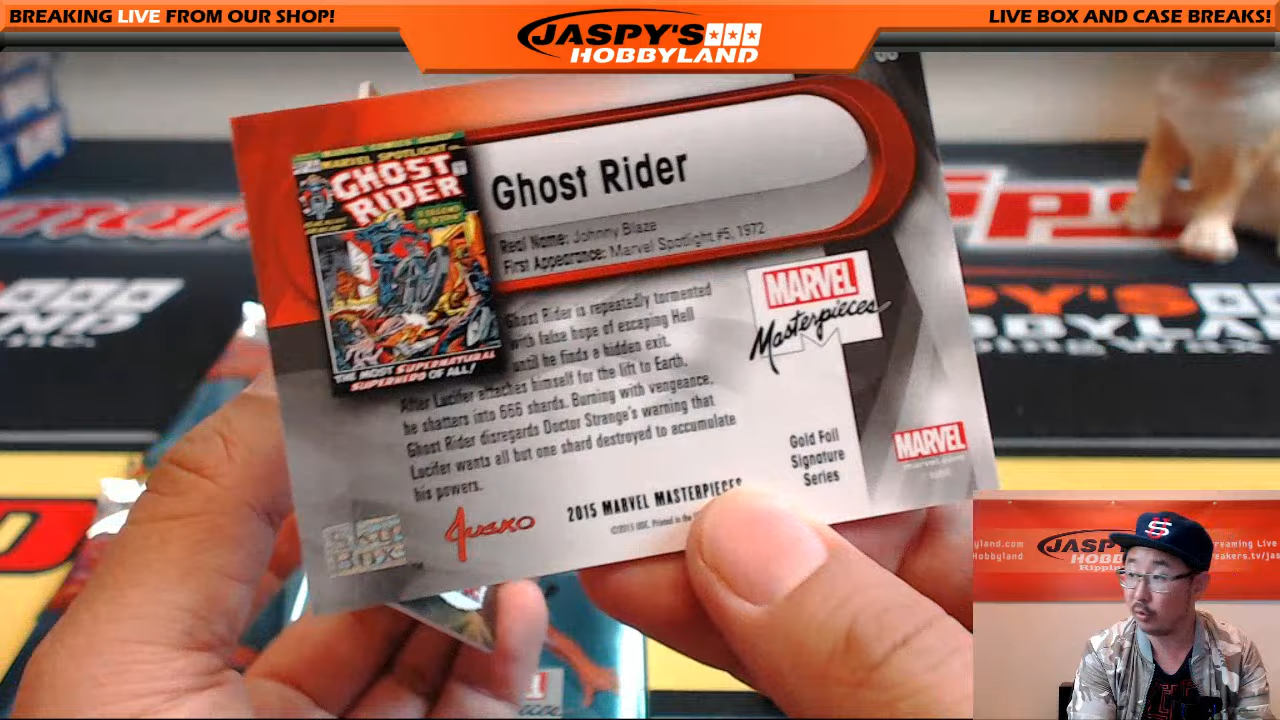 BREAKING LIVE FROM OUR SHOP!
JASPY'S
HOBBYLAND
LIVE BOX AND CASE BREAKS!
MARVEL SPOTLIGHT
GHOST
RIDER
THE MOST SUPERNATURAL
SUPERHERO OF ALL!
Ghost Rider
Real Name: Johnny Blaze
First Appearance: Marvel Spotlight #5, 1972
Ghost Rider is repeatedly tormented
with false hope of escaping Hell
until he finds a hidden exit.
After Lucifer attaches himself for the lift to Earth,
he shatters into 666 shards. Burning with vengeance,
Ghost Rider disregards Doctor Strange's warning that
Lucifer wants all but one shard destroyed to accumulate
his powers.
MARVEL
Masterpieces
Gold Foil
Signature
Series
MARVEL
Jusko
2015 MARVEL MASTERPIECES
©2015 UDC. Printed in the